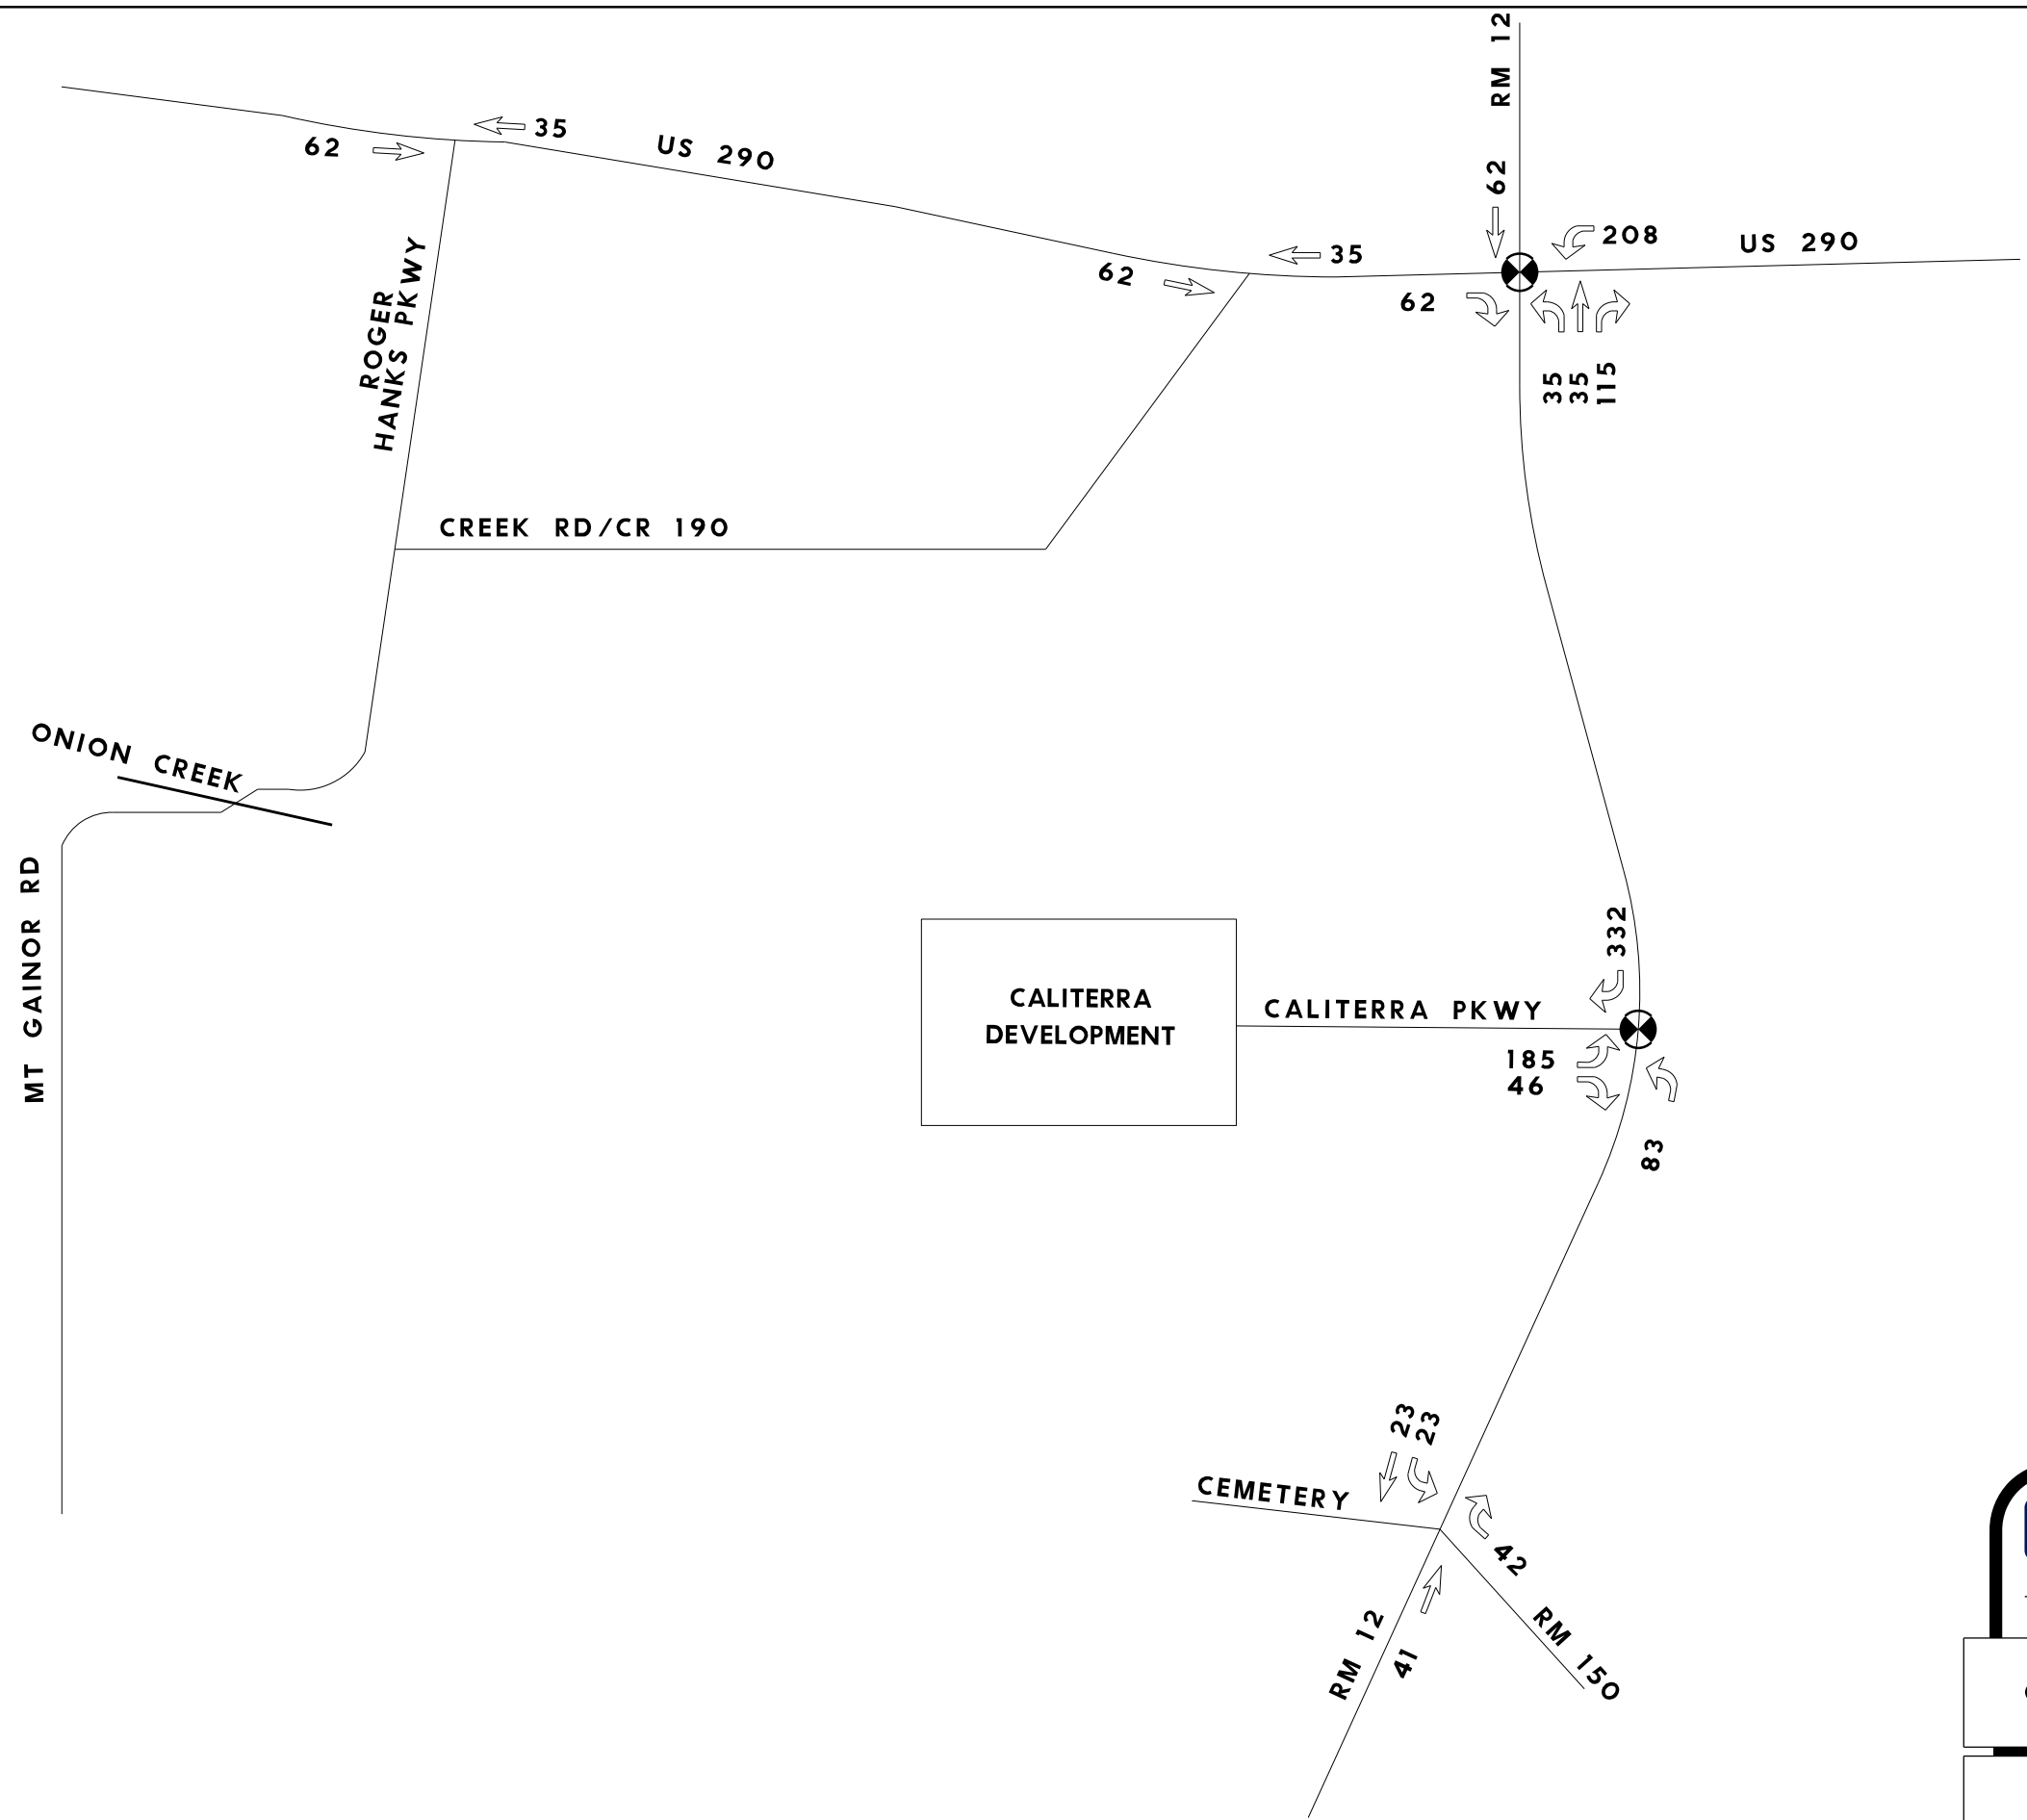 RM 12
35
62
US 290
62
208
US 290
35
62
62
35
35
115
ROGER
HANKS PKWY
CREEK RD/CR 190
ONION CREEK
MT GAINOR RD
332
CALITERRA
DEVELOPMENT
CALITERRA PKWY
185
46
83
23
23
CEMETERY
42
RM 12
41
RM 150